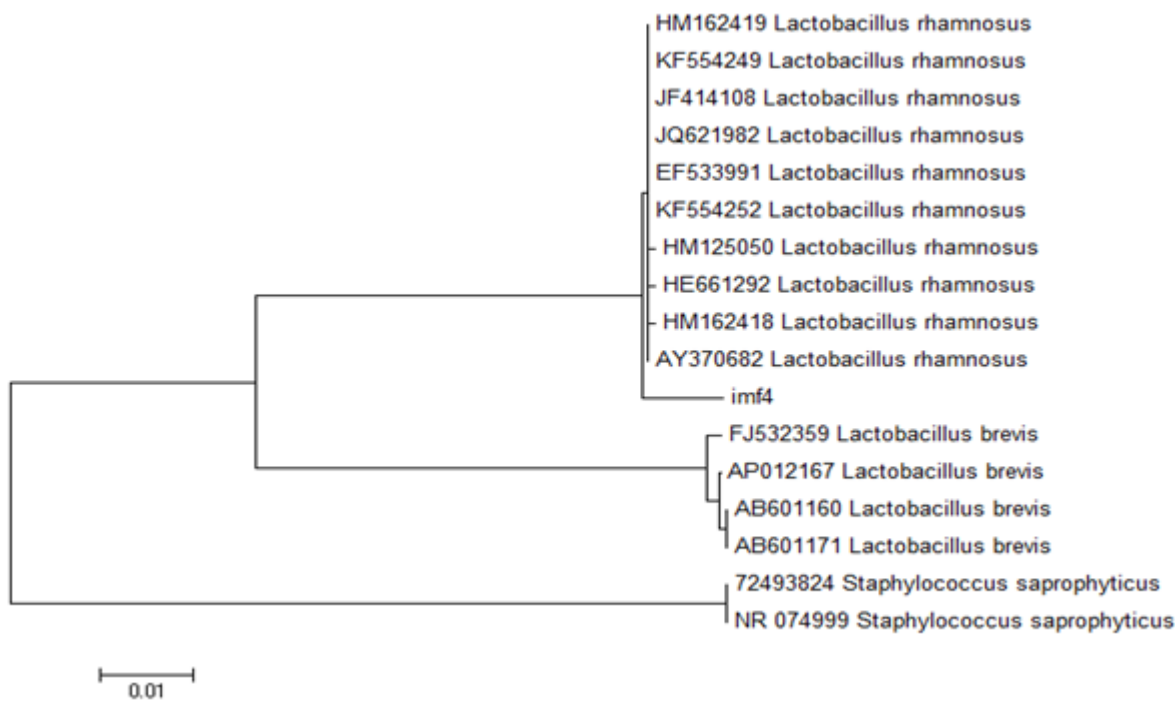 HM162419 Lactobacillus rhamnosus
KF554249 Lactobacillus rhamnosus
JF414108 Lactobacillus rhamnosus
JQ621982 Lactobacillus rhamnosus
EF533991 Lactobacillus rhamnosus
KF554252 Lactobacillus rhamnosus
HM125050 Lactobacillus rhamnosus
HE661292 Lactobacillus rhamnosus
HM162418 Lactobacillus rhamnosus
AY370682 Lactobacillus rhamnosus
imf4
FJ532359 Lactobacillus brevis
AP012167 Lactobacillus brevis
AB601160 Lactobacillus brevis
AB601171 Lactobacillus brevis
72493824 Staphylococcus saprophyticus
NR 074999 Staphylococcus saprophyticus
0.01